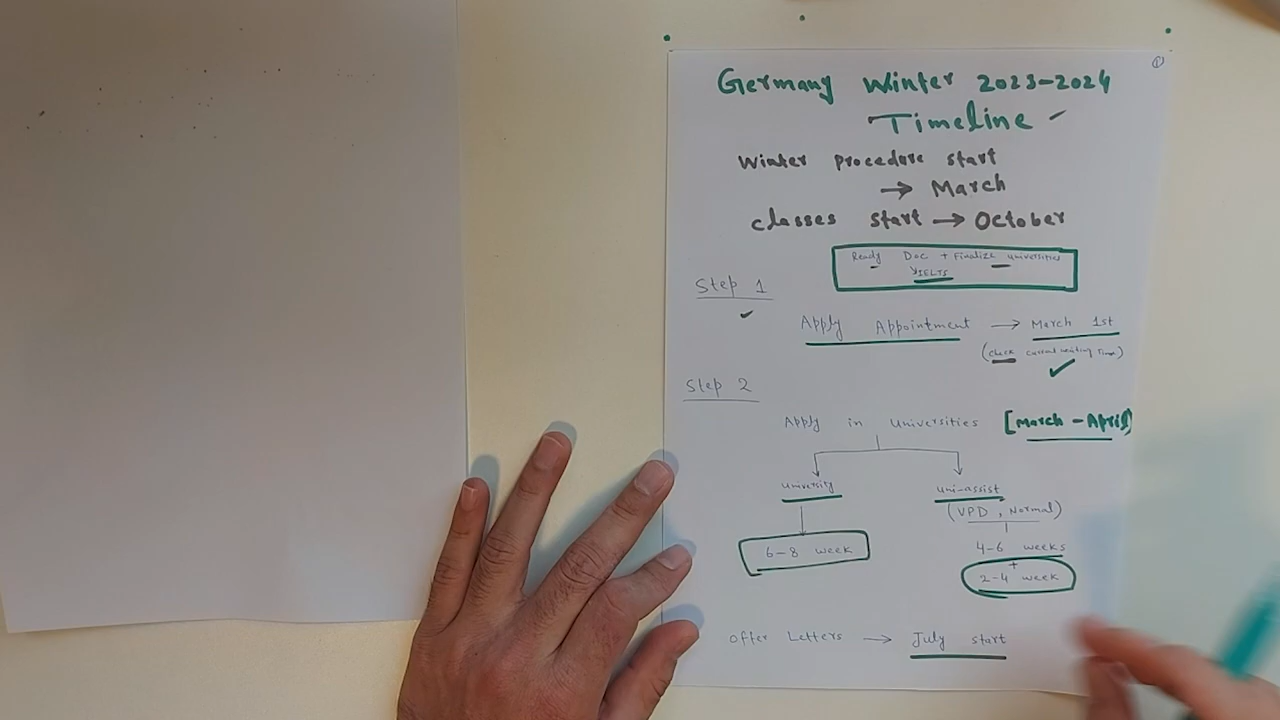 ①
Germany Winter 2023-2024
Timeline
Winter procedure start
→ March
classes start → October
Ready Doc + Finalize universities
IELTS
Step 1
Apply Appointment → March 1st
(check current waiting Time)
Step 2
Apply in Universities [March - April]
university uni-assist
(VPD, Normal)
6-8 week 4-6 weeks
+
2-4 week
Offer Letters → July start